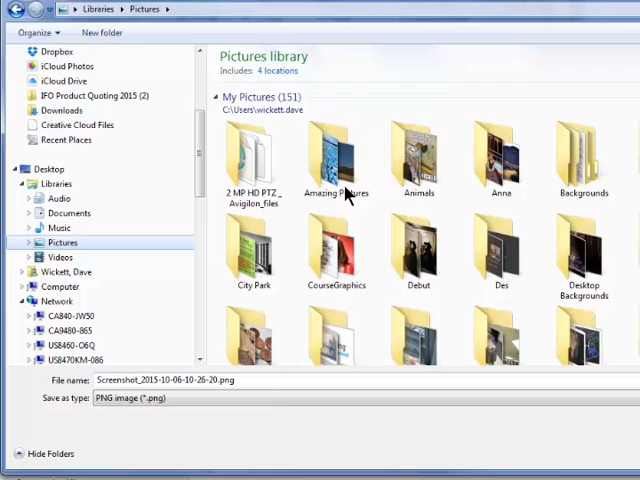 Libraries
Pictures
Organize
New folder
Dropbox
iCloud Photos
iCloud Drive
IFO Product Quoting 2015 (2)
Downloads
Creative Cloud Files
Recent Places
Desktop
Libraries
Audio
Documents
Music
Pictures
Videos
Wickett, Dave
Computer
Network
CA840-JW50
CA9480-865
US8460-O6Q
US8470KM-086
Pictures library
Includes: 4 locations
My Pictures (151)
C:\Users\wickett.dave
2 MP HD PTZ _
Avigilon_files
Amazing
Animals
Anna
Backgrounds
City Park
CourseGraphics
Debut
Des
Desktop
Backgrounds
File name: Screenshot_2015-10-06-10-26-20.png
Save as type: PNG image (*.png)
Hide Folders